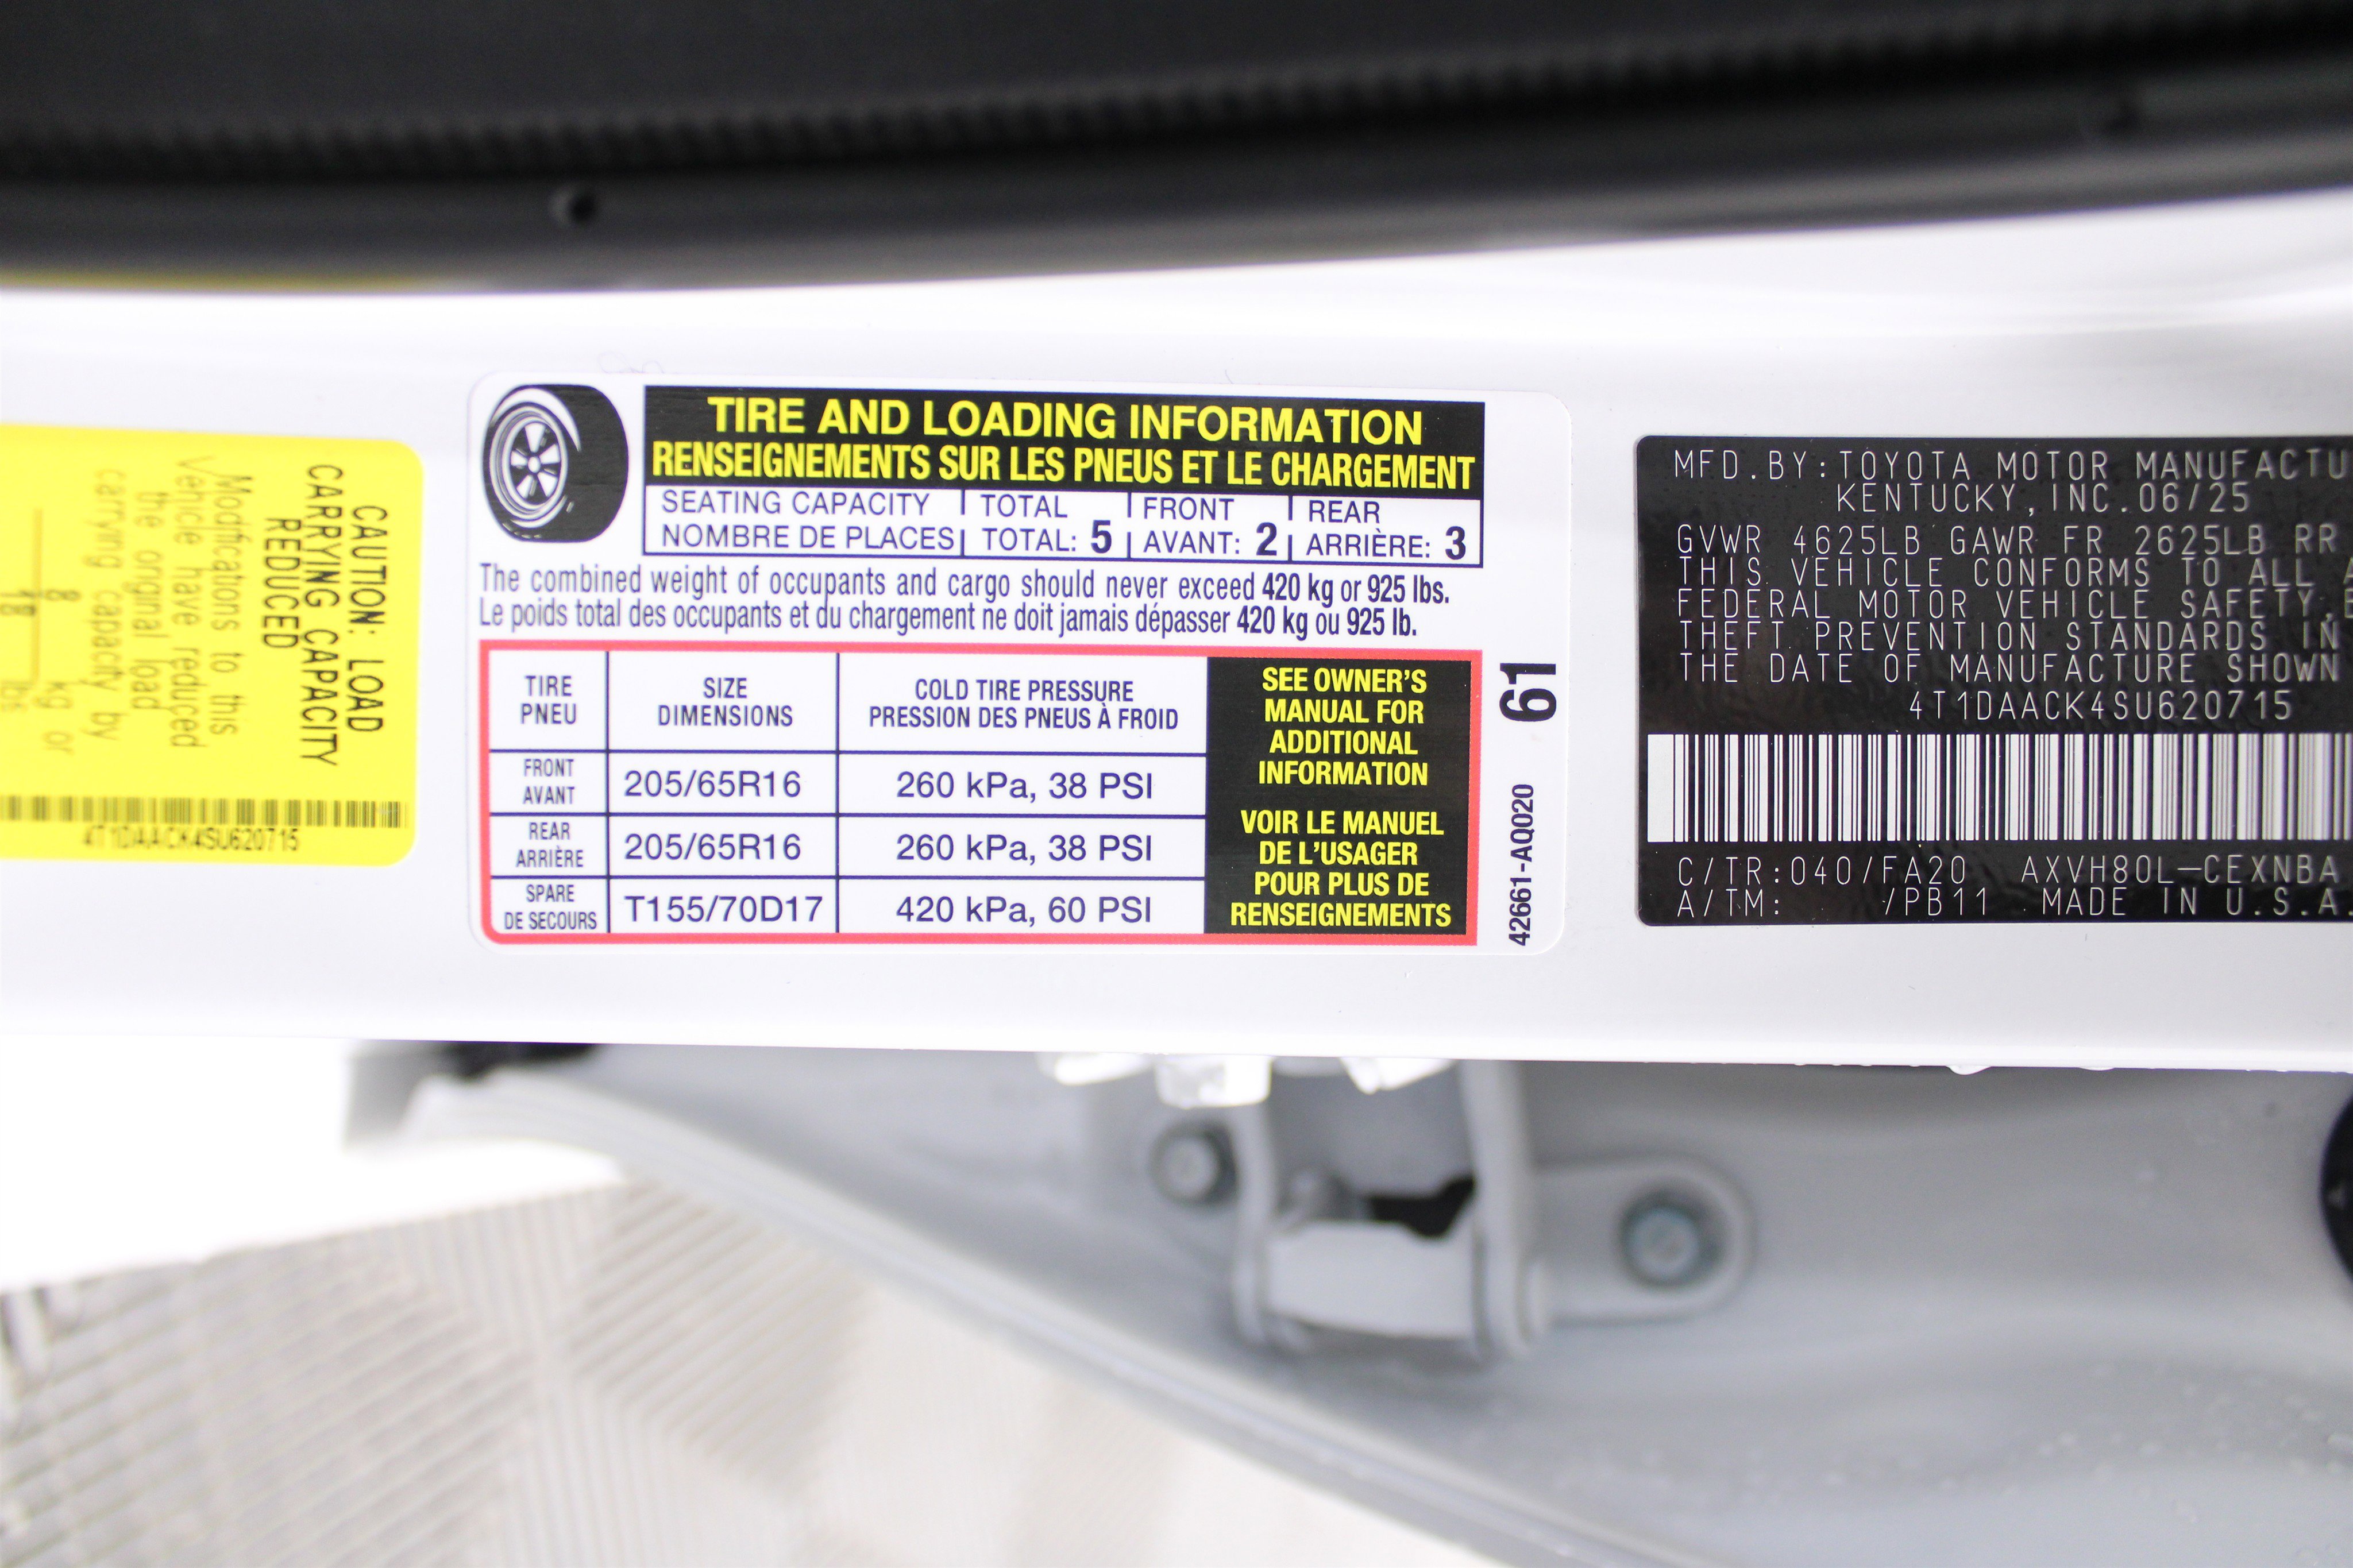 CAUTION: LOAD
CARRYING CAPACITY
REDUCED
Modifications to this
Vehicle have reduced
the original load
carrying capacity by
8 kg or
18 lbs
4T1DAACK4SU620715
TIRE AND LOADING INFORMATION
RENSEIGNEMENTS SUR LES PNEUS ET LE CHARGEMENT
SEATING CAPACITY TOTAL FRONT REAR
NOMBRE DE PLACES TOTAL: 5 AVANT: 2 ARRIÈRE: 3
The combined weight of occupants and cargo should never exceed 420 kg or 925 lbs.
Le poids total des occupants et du chargement ne doit jamais dépasser 420 kg ou 925 lb.
TIRE SIZE COLD TIRE PRESSURE
PNEU DIMENSIONS PRESSION DES PNEUS À FROID
FRONT
AVANT 205/65R16 260 kPa, 38 PSI
REAR
ARRIÈRE 205/65R16 260 kPa, 38 PSI
SPARE
DE SECOURS T155/70D17 420 kPa, 60 PSI
SEE OWNER'S
MANUAL FOR
ADDITIONAL
INFORMATION
VOIR LE MANUEL
DE L'USAGER
POUR PLUS DE
RENSEIGNEMENTS
61
42661-AQ020
MFD.BY:TOYOTA MOTOR MANUFACTU
KENTUCKY,INC.06/25
GVWR 4625LB GAWR FR 2625LB RR
THIS VEHICLE CONFORMS TO ALL A
FEDERAL MOTOR VEHICLE SAFETY,
THEFT PREVENTION STANDARDS IN
THE DATE OF MANUFACTURE SHOWN
4T1DAACK4SU620715
C/TR:040/FA20 AXVH80L-CEXNBA
A/TM: /PB11 MADE IN U.S.A.